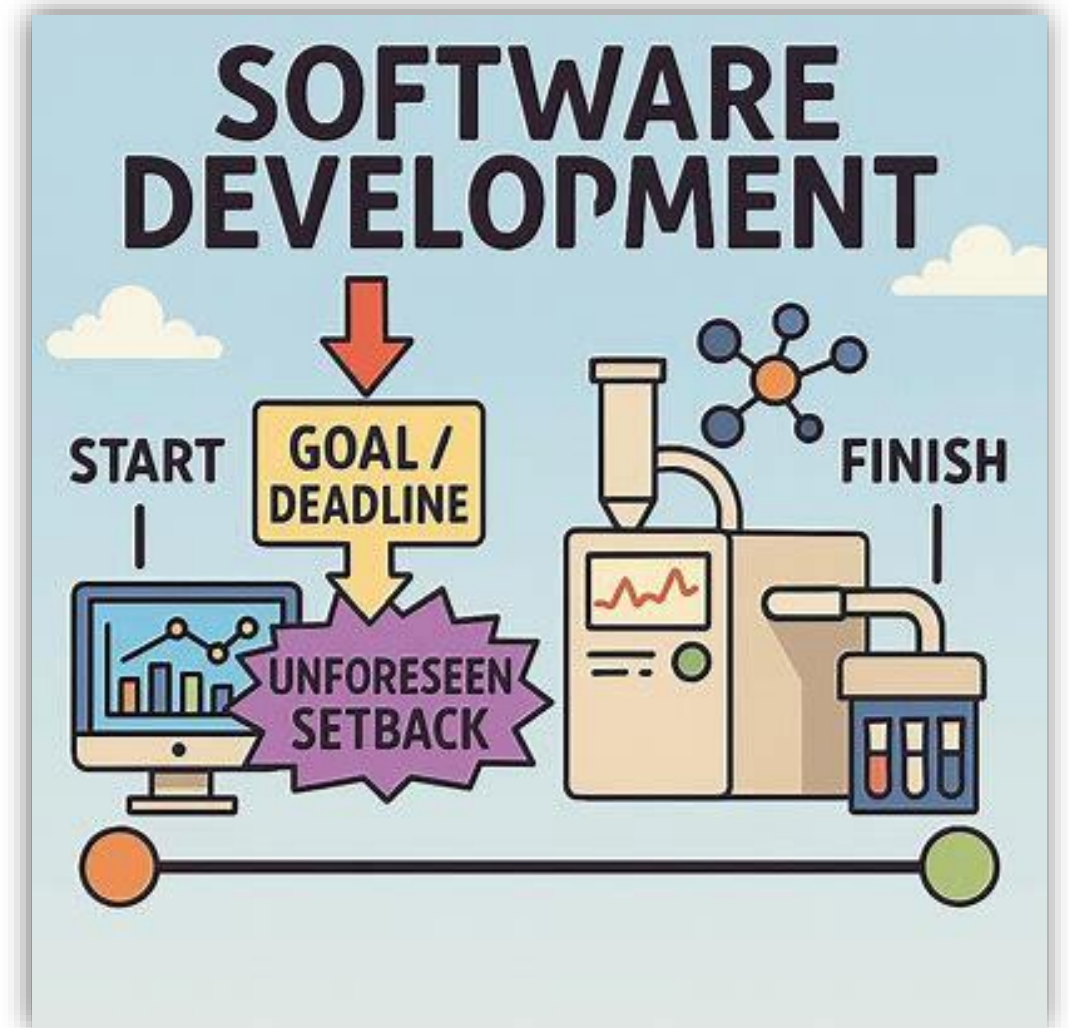 SOFTWARE
DEVELOPMENT
START
GOAL /
DEADLINE
UNFORESEEN
SETBACK
FINISH